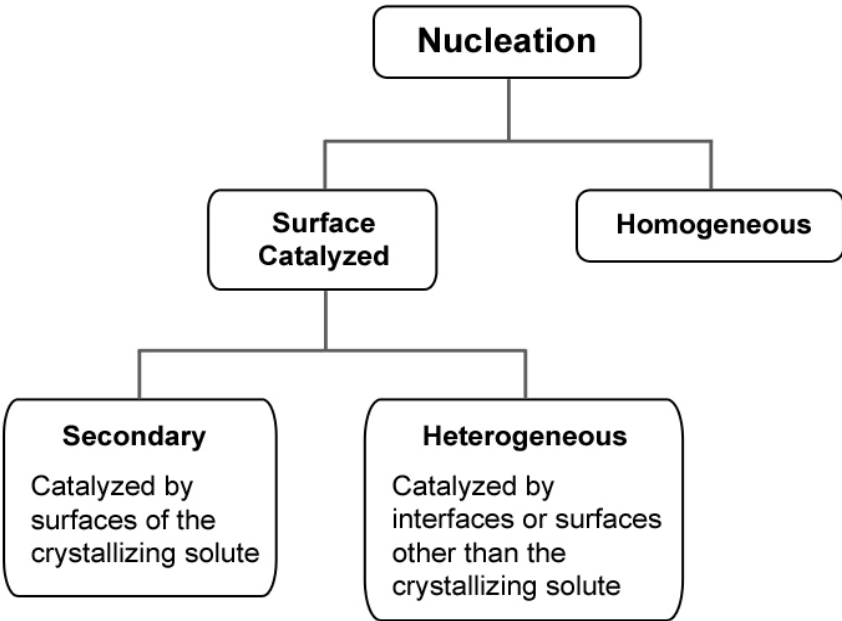 Nucleation
Surface
Catalyzed
Homogeneous
Secondary
Catalyzed by
surfaces of the
crystallizing solute
Heterogeneous
Catalyzed by
interfaces or surfaces
other than the
crystallizing solute